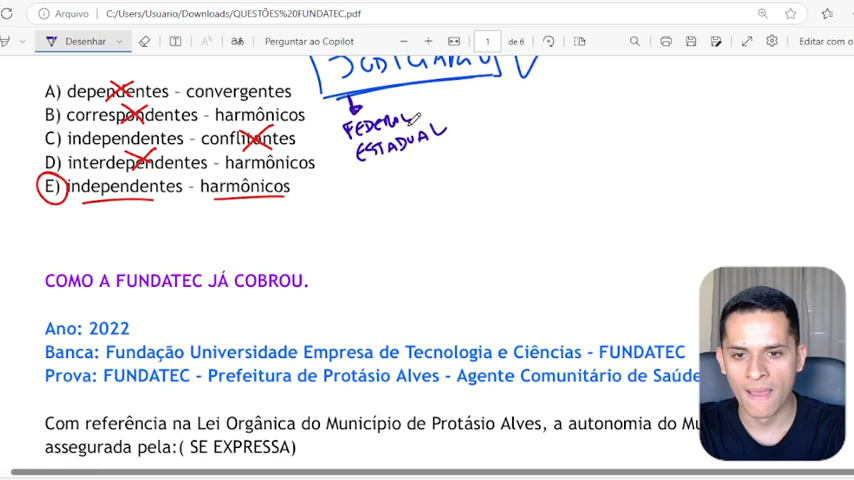 Arquivo
C:/Users/Usuario/Downloads/QUESTÕES%20FUNDATEC.pdf
Desenhar
Perguntar ao Copilot
1
de 6
Editar com o
JUDICIÁRIO
A) dependentes - convergentes
B) correspondentes - harmônicos
C) independentes - conflitantes
D) interdependentes - harmônicos
E) independentes - harmônicos
FEDERAL
ESTADUAL
COMO A FUNDATEC JÁ COBROU.
Ano: 2022
Banca: Fundação Universidade Empresa de Tecnologia e Ciências - FUNDATEC
Prova: FUNDATEC - Prefeitura de Protásio Alves - Agente Comunitário de Saúde
Com referência na Lei Orgânica do Município de Protásio Alves, a autonomia do Mu
assegurada pela:( SE EXPRESSA)